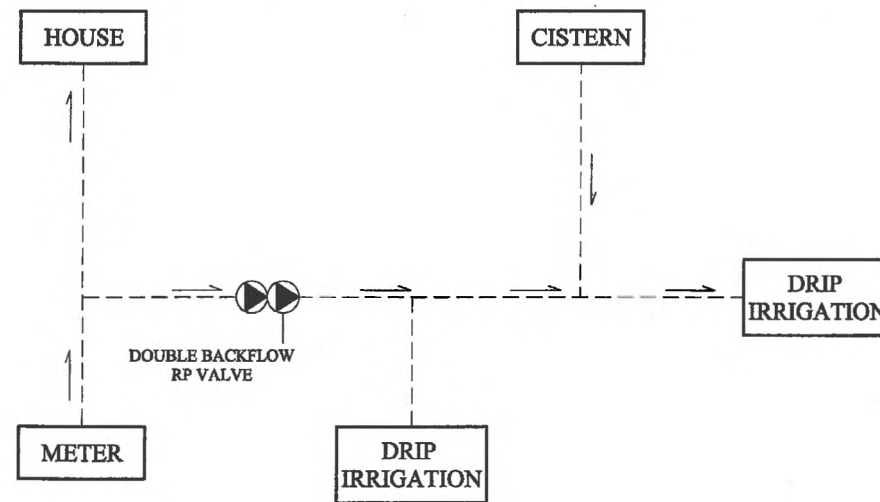 HOUSE
CISTERN
DRIP
IRRIGATION
DOUBLE BACKFLOW
RP VALVE
METER
DRIP
IRRIGATION